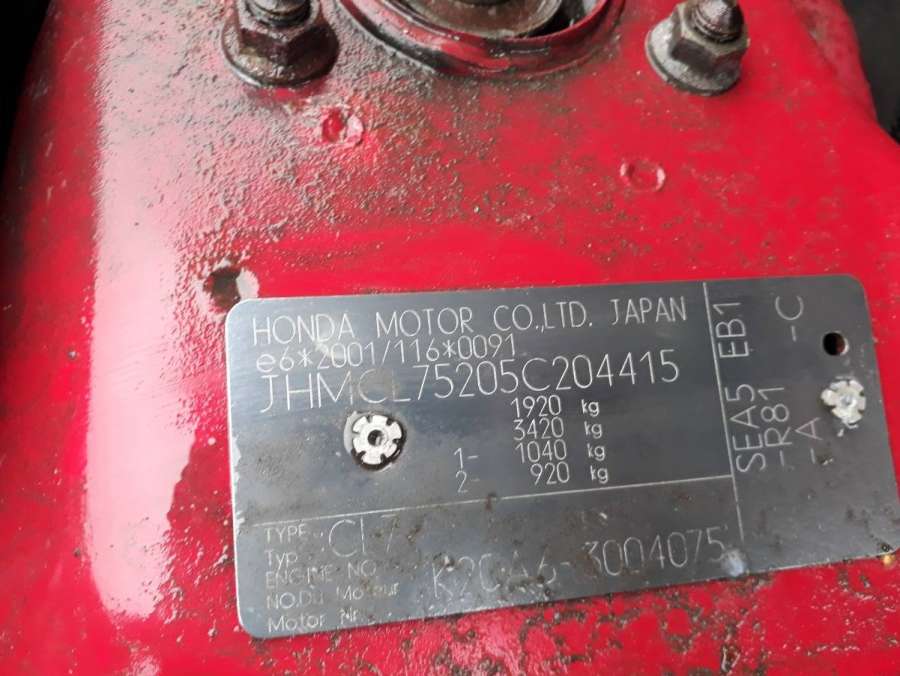 HONDA MOTOR CO.,LTD. JAPAN
e6*2001/116*0091
JHMCL75205C204415
1920 kg
3420 kg
1- 1040 kg
2- 920 kg
TYPE
Typ CL7
ENGINE NO
NO.Du Moteur K20A6-3004075
Motor Nr
SEA5 EB1
-R81
-A -C